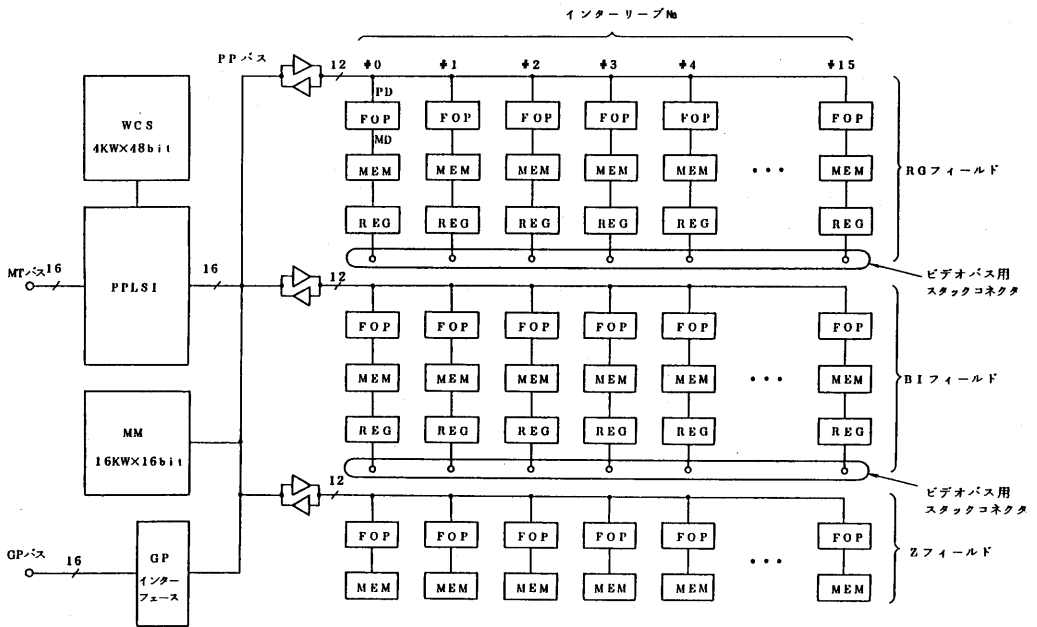 インターリーブ№
PPバス
12
#0
#1
#2
#3
#4
#15
PD
WCS
4KW×48bit
FOP
FOP
FOP
FOP
FOP
FOP
MD
MEM
MEM
MEM
MEM
MEM
・・・
MEM
RGフィールド
REG
REG
REG
REG
REG
REG
MTバス
16
PPLSI
16
12
ビデオバス用
スタックコネクタ
FOP
FOP
FOP
FOP
FOP
FOP
MEM
MEM
MEM
MEM
MEM
・・・
MEM
BIフィールド
MM
16KW×16bit
REG
REG
REG
REG
REG
REG
12
ビデオバス用
スタックコネクタ
FOP
FOP
FOP
FOP
FOP
FOP
GPバス
16
GP
インター
フェース
・・・
Zフィールド
MEM
MEM
MEM
MEM
MEM
MEM